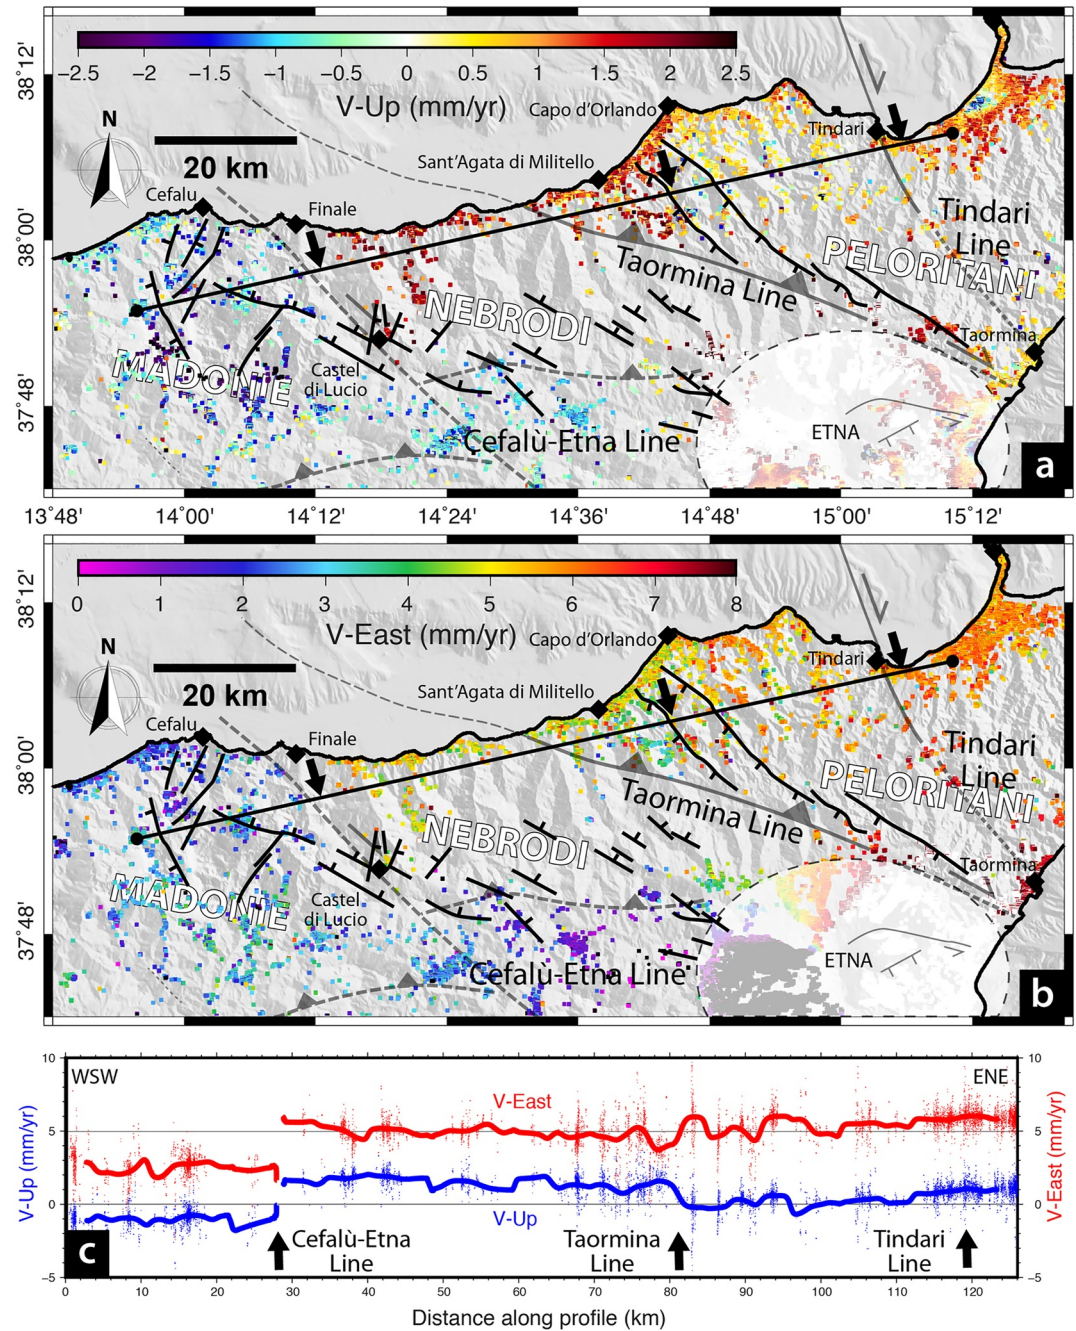 38°12'
38°00'
37°48'
−2.5 −2 −1.5 −1 −0.5 0 0.5 1 1.5 2 2.5
V-Up (mm/yr)
N
20 km
Capo d'Orlando
Tindari
Sant'Agata di Militello
Cefalu
Finale
Tindari
Line
PELORITANI
Taormina Line
NEBRODI
Taormina
MADONIE
Castel
di Lucio
Cefalù-Etna Line
ETNA
a
13°48' 14°00' 14°12' 14°24' 14°36' 14°48' 15°00' 15°12'
38°12'
38°00'
37°48'
0 1 2 3 4 5 6 7 8
V-East (mm/yr)
N
20 km
Capo d'Orlando
Tindari
Sant'Agata di Militello
Cefalu
Finale
Tindari
Line
PELORITANI
Taormina Line
NEBRODI
Taormina
MADONIE
Castel
di Lucio
Cefalù-Etna Line
ETNA
b
10
5
0
−5
V-Up (mm/yr)
WSW
ENE
V-East
V-Up
c
Cefalù-Etna
Line
Taormina
Line
Tindari
Line
10
5
0
−5
V-East (mm/yr)
0 10 20 30 40 50 60 70 80 90 100 110 120
Distance along profile (km)